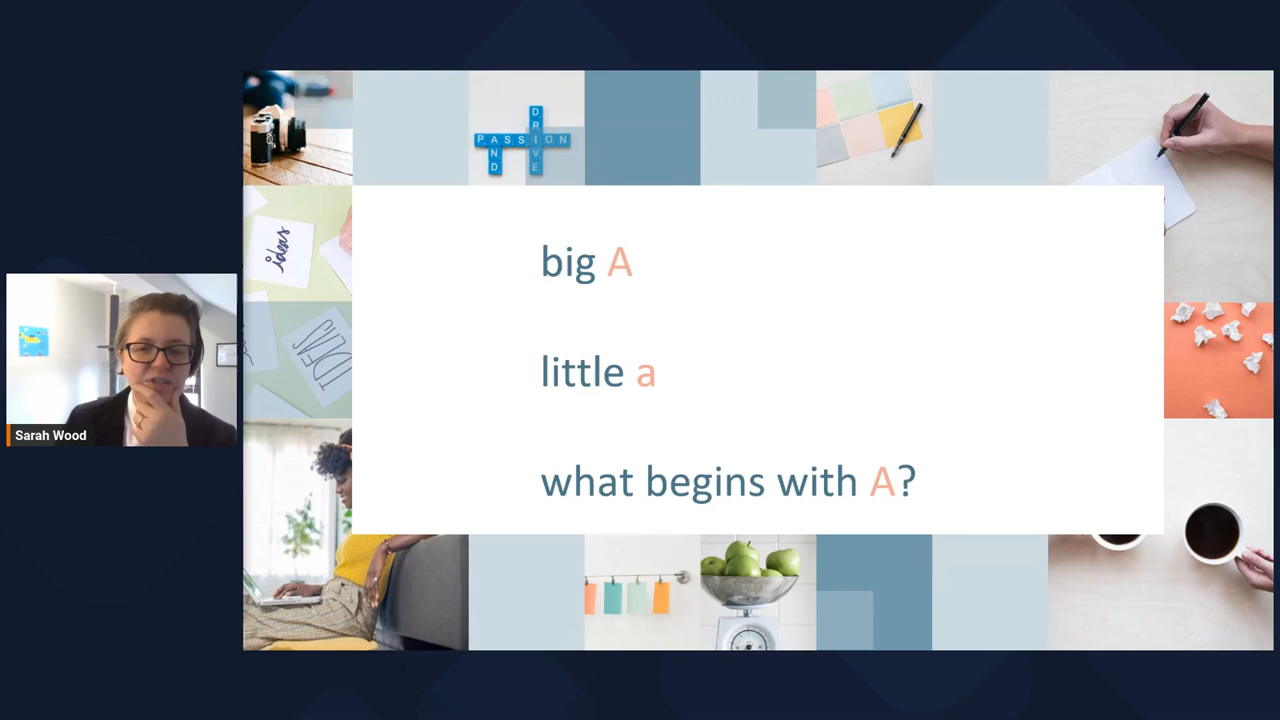 DRIVE
PASSION
AND
ideas
IDEAS
big A
little a
what begins with A?
Sarah Wood